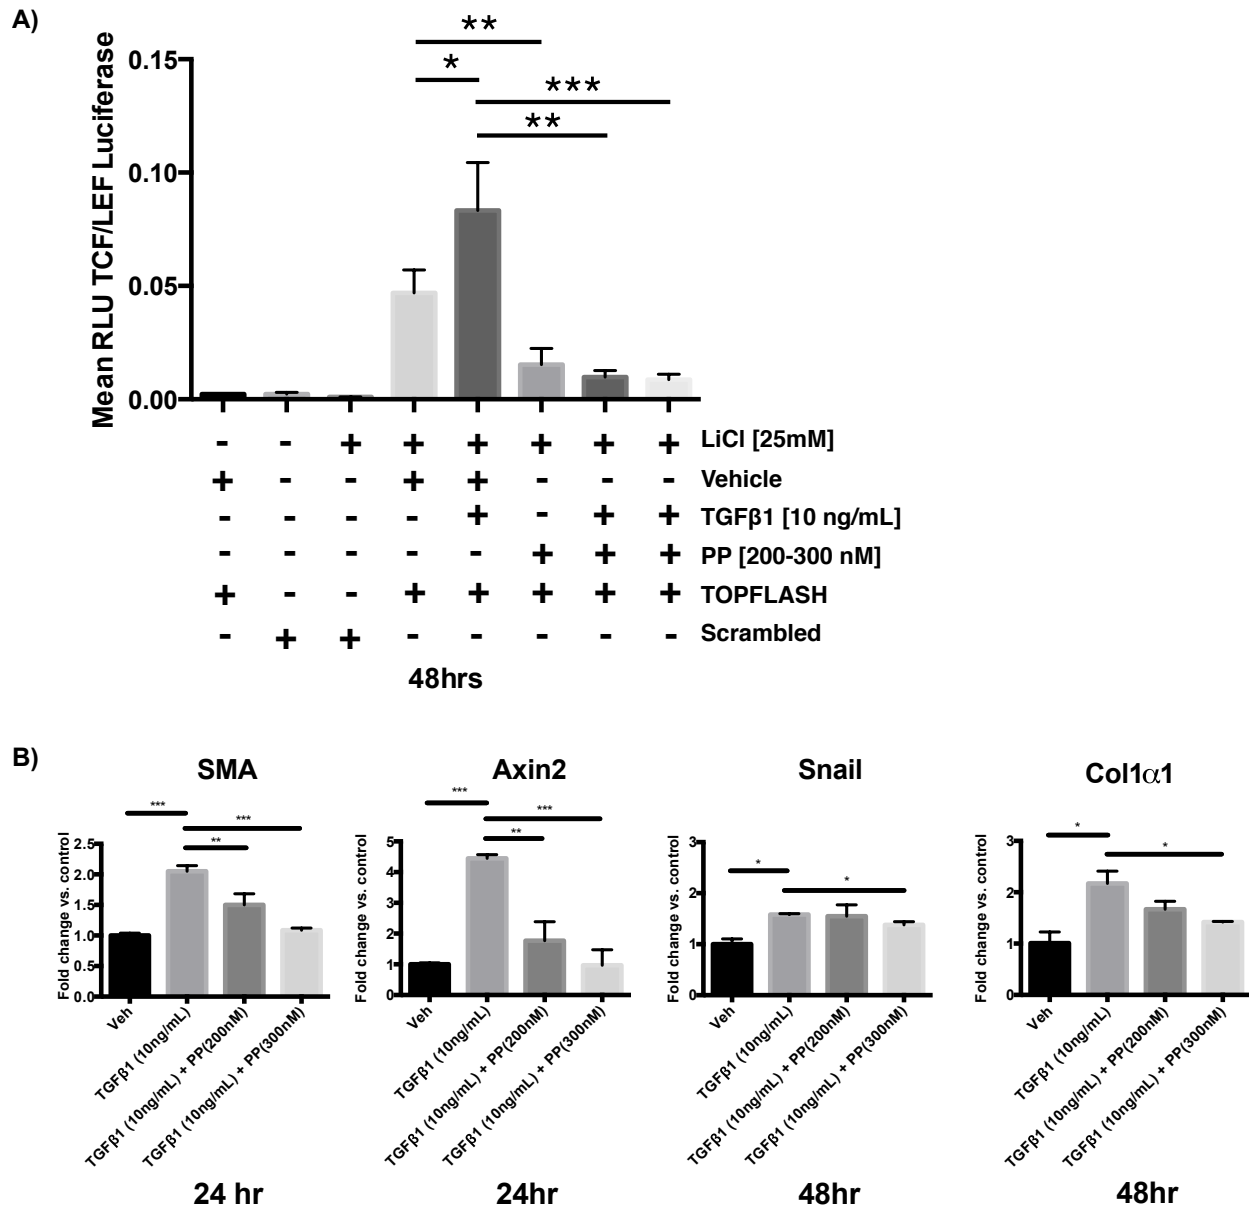 A)
**
*
***
**
Mean RLU TCF/LEF Luciferase
0.15
0.10
0.05
0.00
- - + + + + + + LiCl [25mM]
+ - - + + - - - Vehicle
- - - - + - + + TGFβ1 [10 ng/mL]
- - - - - + + + PP [200-300 nM]
+ - - + + + + + TOPFLASH
- + + - - - - - Scrambled
48hrs
B)
SMA
***
***
**
Fold change vs. control
2.5
2.0
1.5
1.0
0.5
0.0
Veh
TGFβ1 (10ng/mL)
TGFβ1 (10ng/mL) + PP(200nM)
TGFβ1 (10ng/mL) + PP(300nM)
24 hr
Axin2
***
***
**
Fold change vs. control
5
4
3
2
1
0
Veh
TGFβ1 (10ng/mL)
TGFβ1 (10ng/mL) + PP(200nM)
TGFβ1 (10ng/mL) + PP(300nM)
24hr
Snail
*
*
Fold change vs. control
3
2
1
0
Veh
TGFβ1 (10ng/mL)
TGFβ1 (10ng/mL) + PP(200nM)
TGFβ1 (10ng/mL) + PP(300nM)
48hr
Col1α1
*
*
Fold change vs. control
3
2
1
0
Veh
TGFβ1 (10ng/mL)
TGFβ1 (10ng/mL) + PP(200nM)
TGFβ1 (10ng/mL) + PP(300nM)
48hr